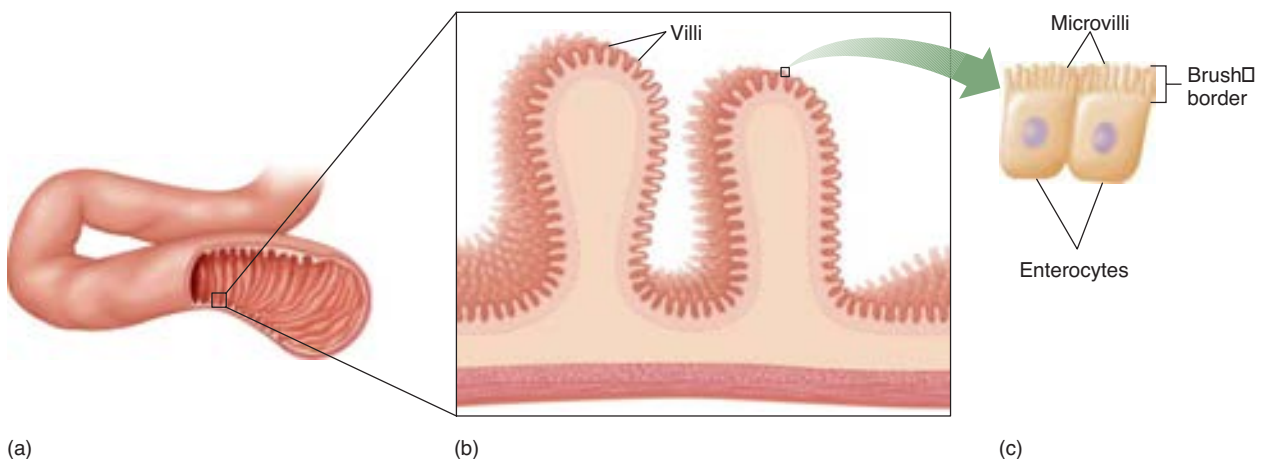 Villi
Microvilli
Brush□
border
Enterocytes
(a)
(b)
(c)